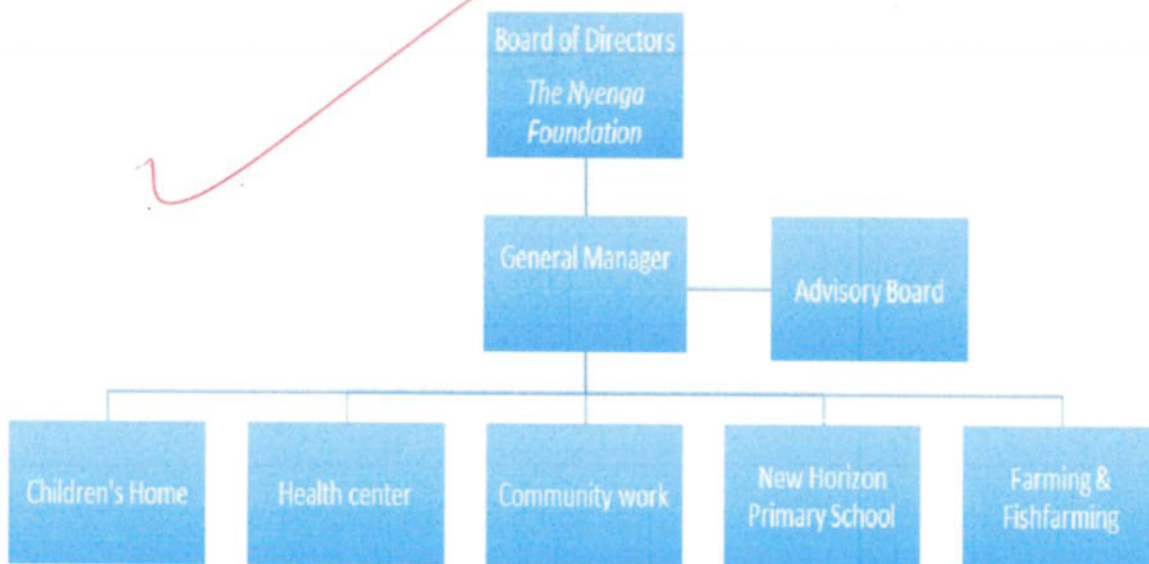 Board of Directors
The Nyenga
Foundation
General Manager
Advisory Board
Children's Home
Health center
Community work
New Horizon
Primary School
Farming &
Fishfarming